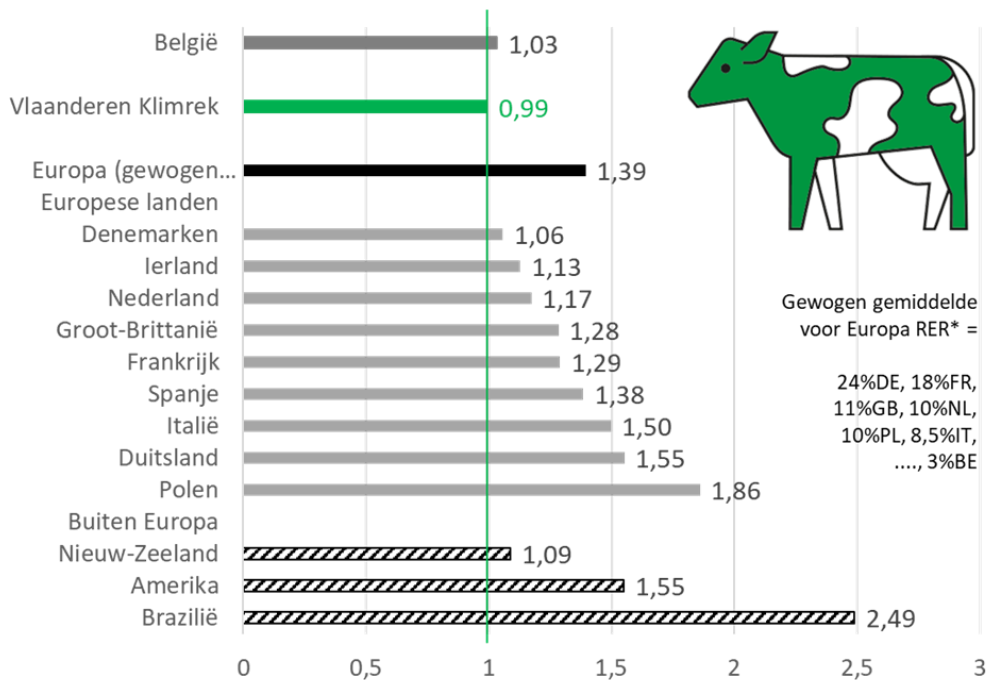 België 1,03
Vlaanderen Klimrek 0,99
Europa (gewogen... 1,39
Europese landen
Denemarken 1,06
Ierland 1,13
Nederland 1,17
Groot-Brittanië 1,28
Frankrijk 1,29
Spanje 1,38
Italië 1,50
Duitsland 1,55
Polen 1,86
Buiten Europa
Nieuw-Zeeland 1,09
Amerika 1,55
Brazilië 2,49
0 0,5 1 1,5 2 2,5 3
Gewogen gemiddelde
voor Europa RER* =
24%DE, 18%FR,
11%GB, 10%NL,
10%PL, 8,5%IT,
...., 3%BE